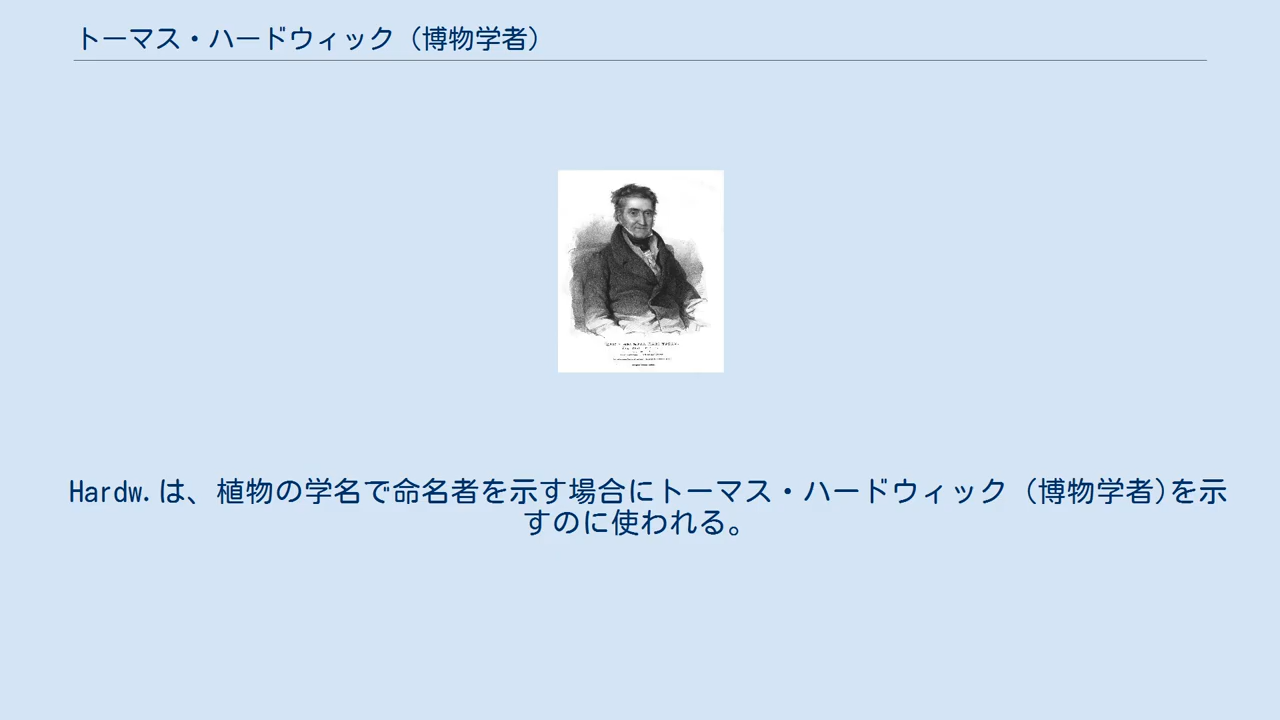 トーマス・ハードウィック（博物学者）
Hardw.は、植物の学名で命名者を示す場合にトーマス・ハードウィック（博物学者)を示
すのに使われる。